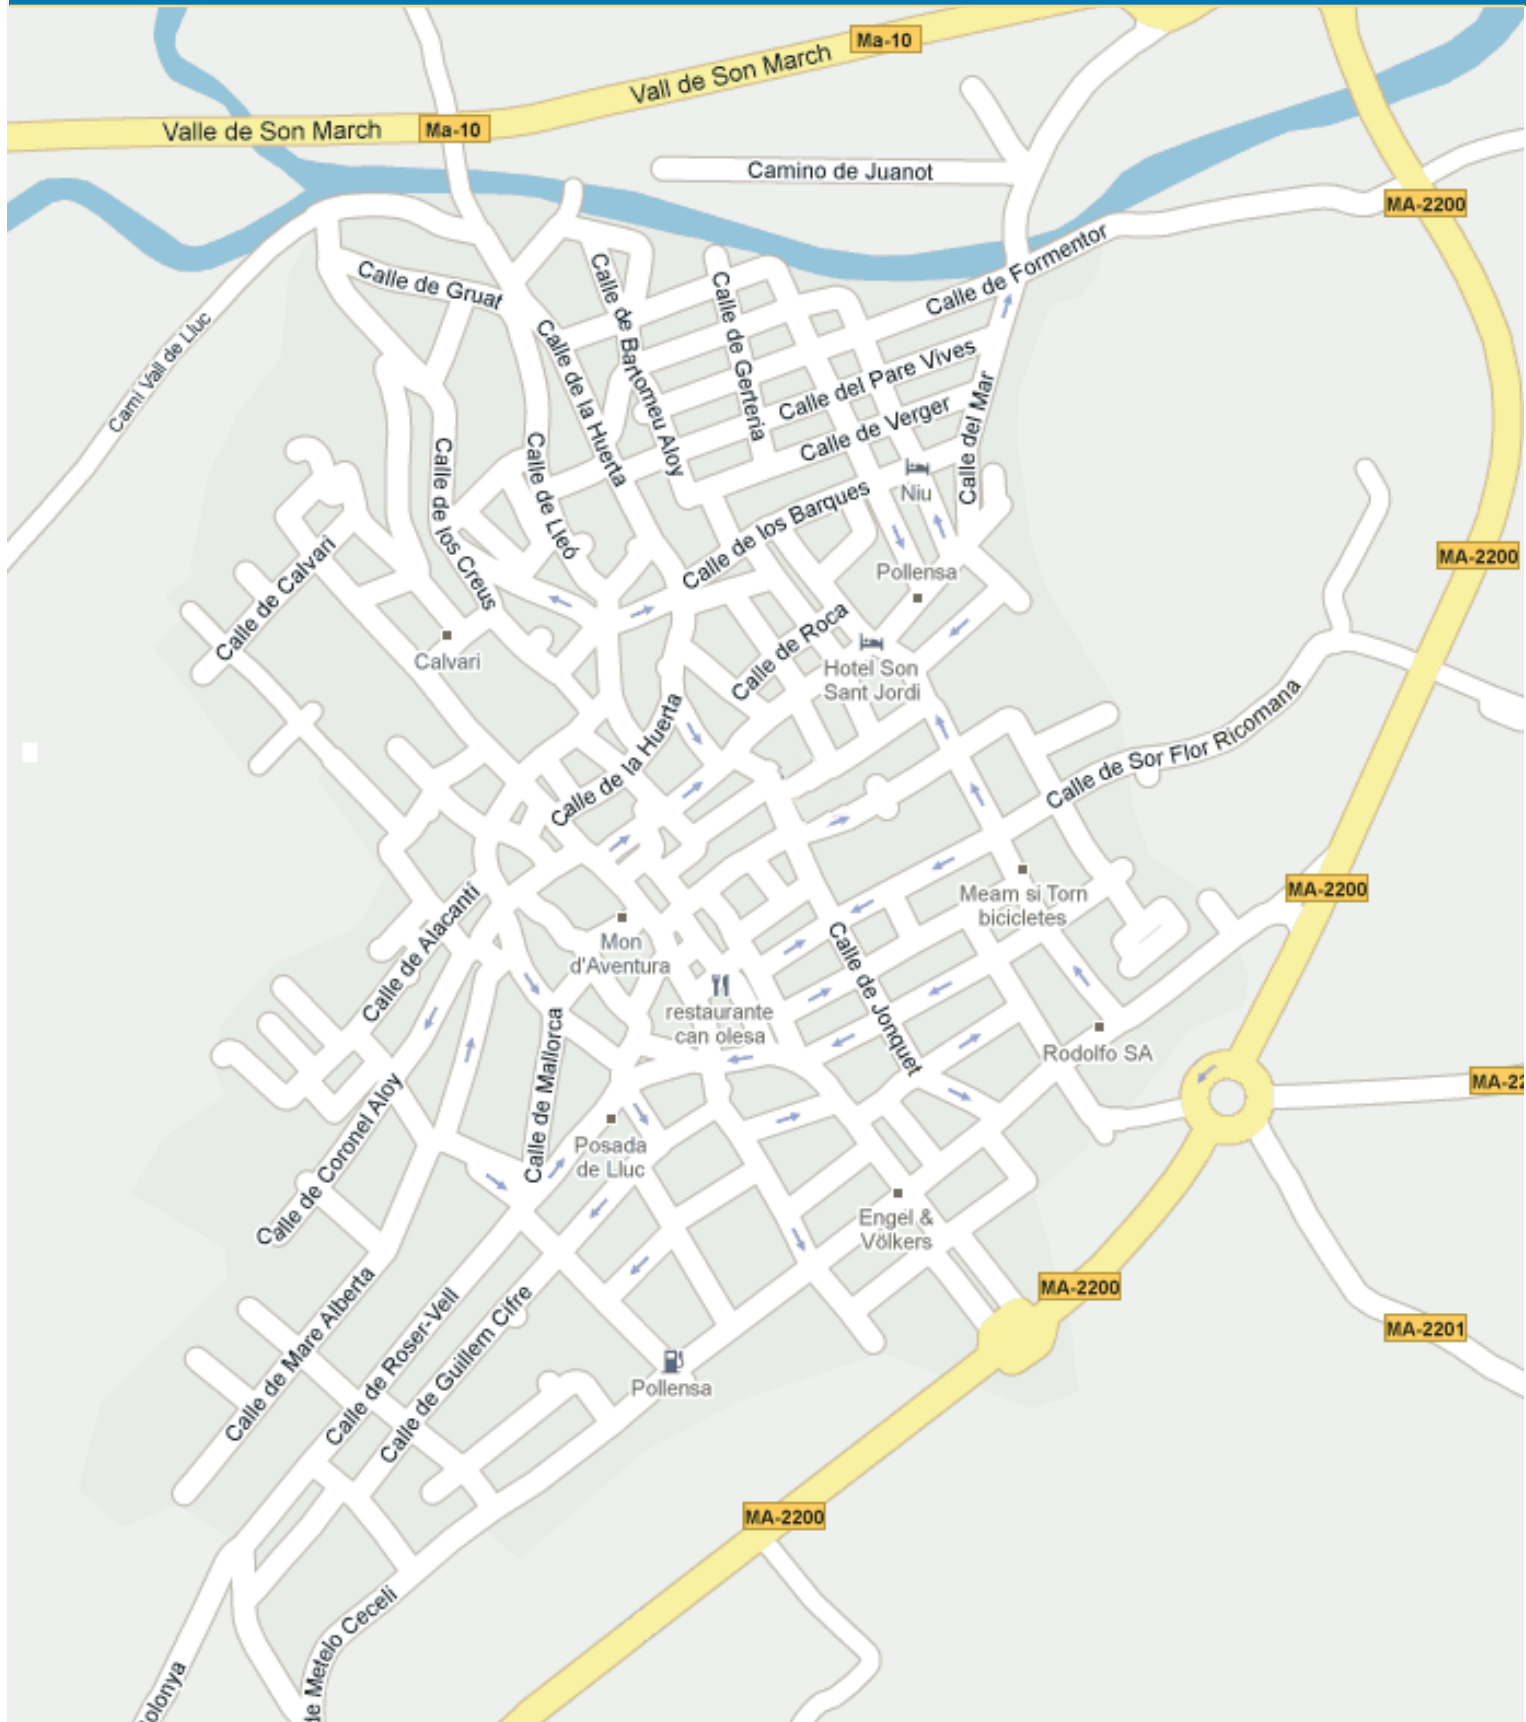 Ma-10
Vall de Son March
Valle de Son March
Ma-10
Camino de Juanot
MA-2200
Calle de Formentor
Calle de Gruat
Calle de Bartomeu Aloy
Calle de Gerteria
Cami Vall de Lluc
Calle de la Huerta
Calle del Pare Vives
Calle de Verger
Calle del Mar
Calle de los Creus
Calle de Lleó
Niu
Calle de los Barques
MA-2200
Calle de Calvari
Pollensa
Calvari
Calle de Roca
Hotel Son
Sant Jordi
Calle de la Huerta
Calle de Sor Flor Ricomana
MA-2200
Meam si Torn
bicicletes
Calle de Alacanti
Mon
d'Aventura
Calle de Jonquet
restaurante
can olesa
Calle de Mallorca
Rodolfo SA
MA-22
Calle de Coronel Aloy
Posada
de Lluc
Engel &
Völkers
MA-2200
MA-2201
Calle de Mare Alberta
Calle de Roser-Vell
Calle de Guillem Cifre
Pollensa
MA-2200
de Metelo Ceceli
olonya